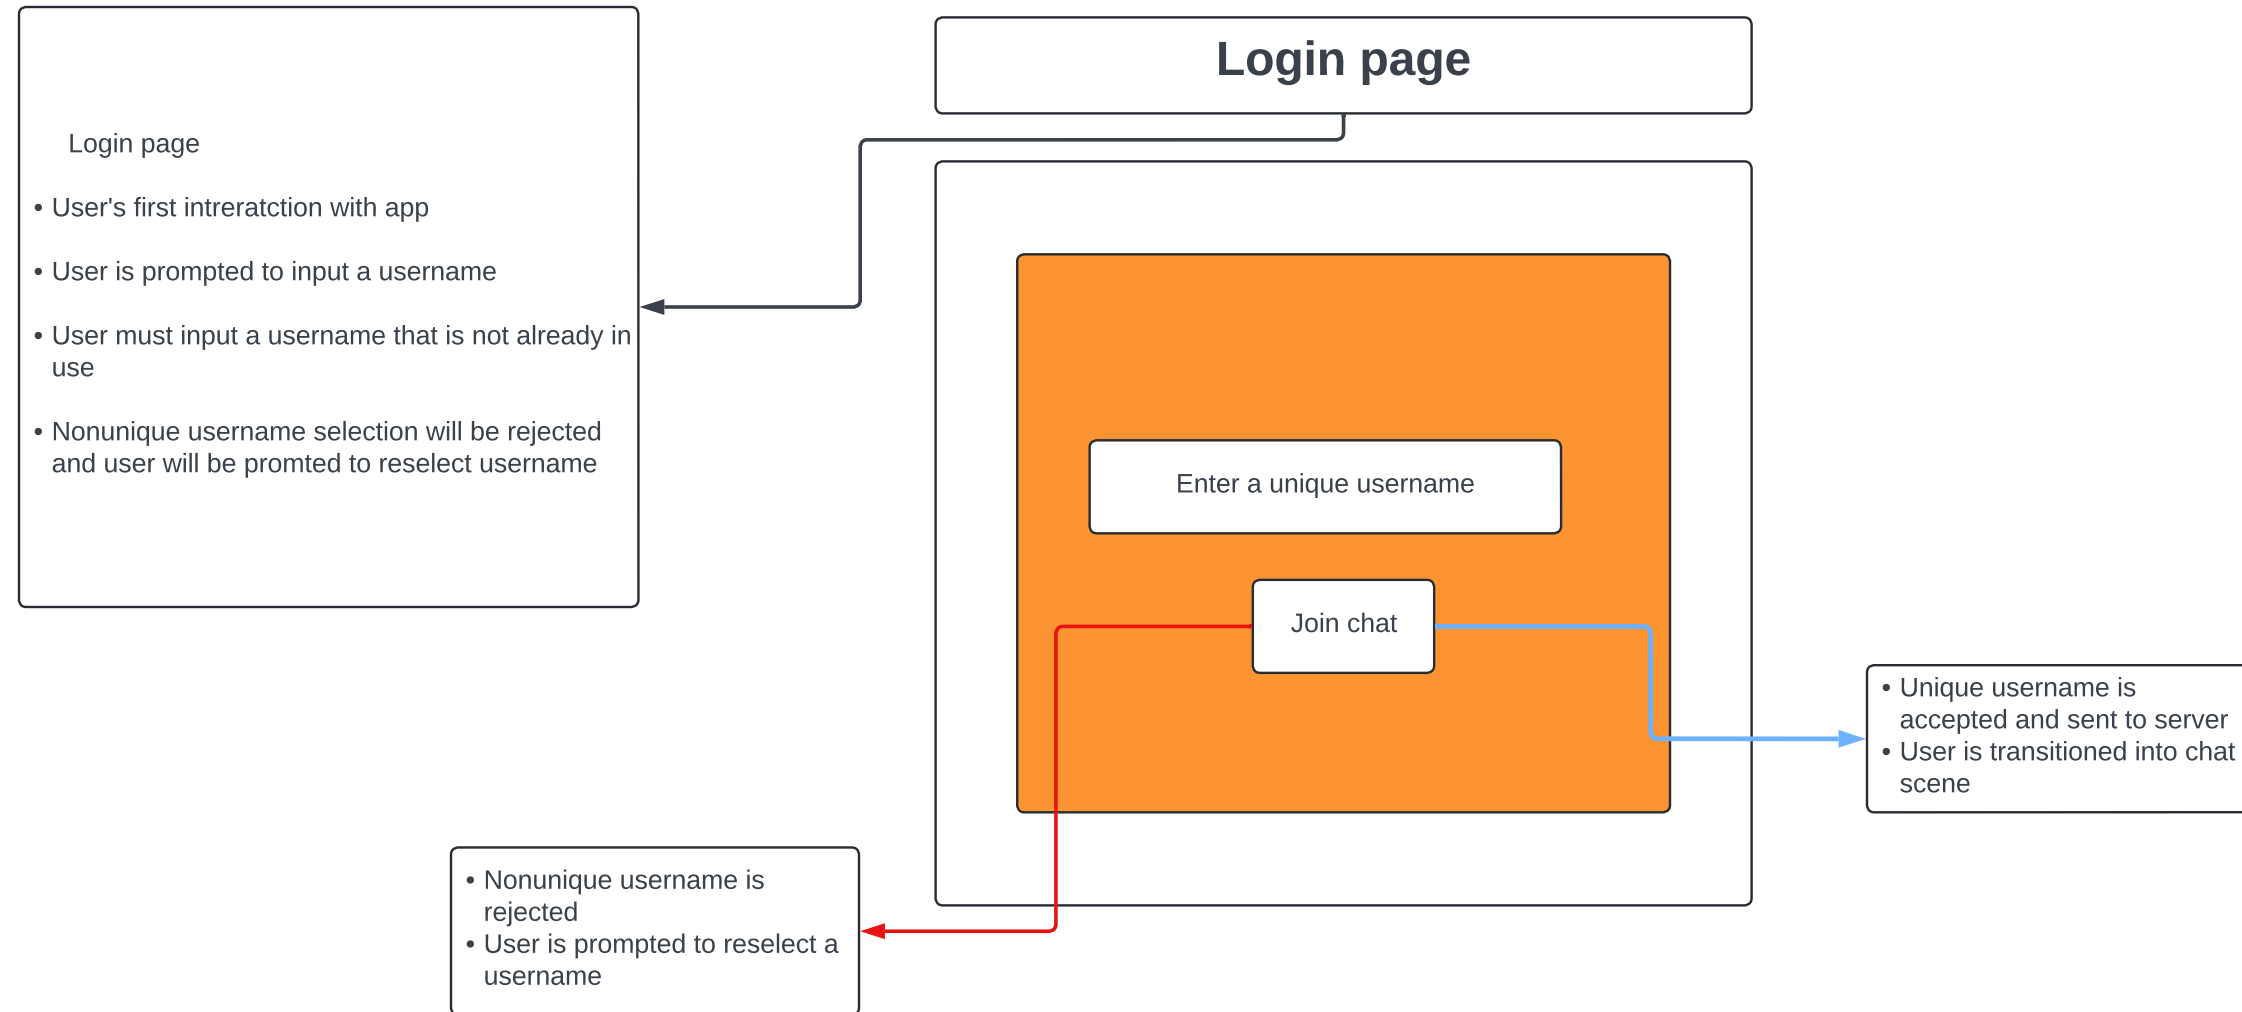 Login page
Login page
• User's first intreratction with app
• User is prompted to input a username
• User must input a username that is not already in
use
• Nonunique username selection will be rejected
and user will be promted to reselect username
Enter a unique username
Join chat
• Unique username is
accepted and sent to server
• User is transitioned into chat
scene
• Nonunique username is
rejected
• User is prompted to reselect a
username